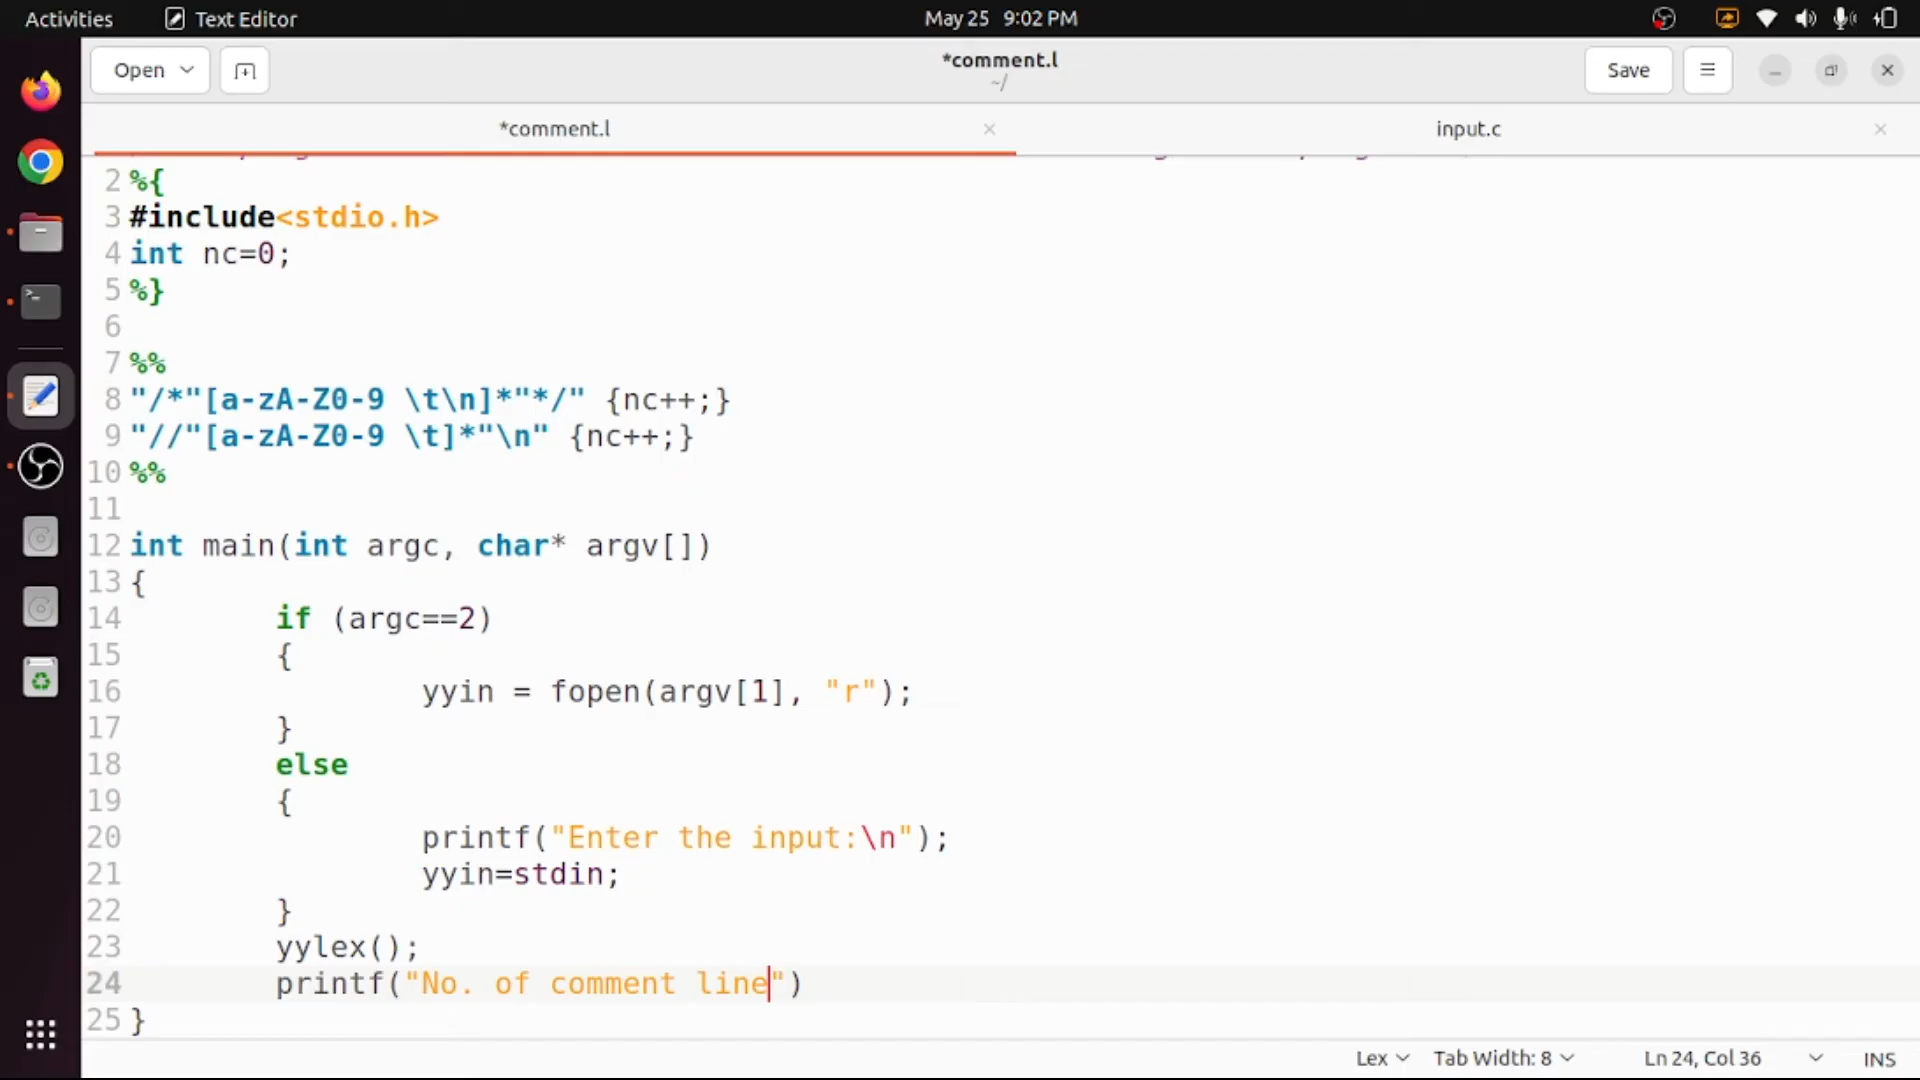 Activities Text Editor May 25 9:02 PM
Open *comment.l Save
~/
*comment.l input.c
2 %{
3 #include<stdio.h>
4 int nc=0;
5 %}
6
7 %%
8 "/*"[a-zA-Z0-9 \t\n]*"*/" {nc++;}
9 "//"[a-zA-Z0-9 \t]*"\n" {nc++;}
10 %%
11
12 int main(int argc, char* argv[])
13 {
14 if (argc==2)
15 {
16 yyin = fopen(argv[1], "r");
17 }
18 else
19 {
20 printf("Enter the input:\n");
21 yyin=stdin;
22 }
23 yylex();
24 printf("No. of comment line")
25 }
Lex Tab Width: 8 Ln 24, Col 36 INS